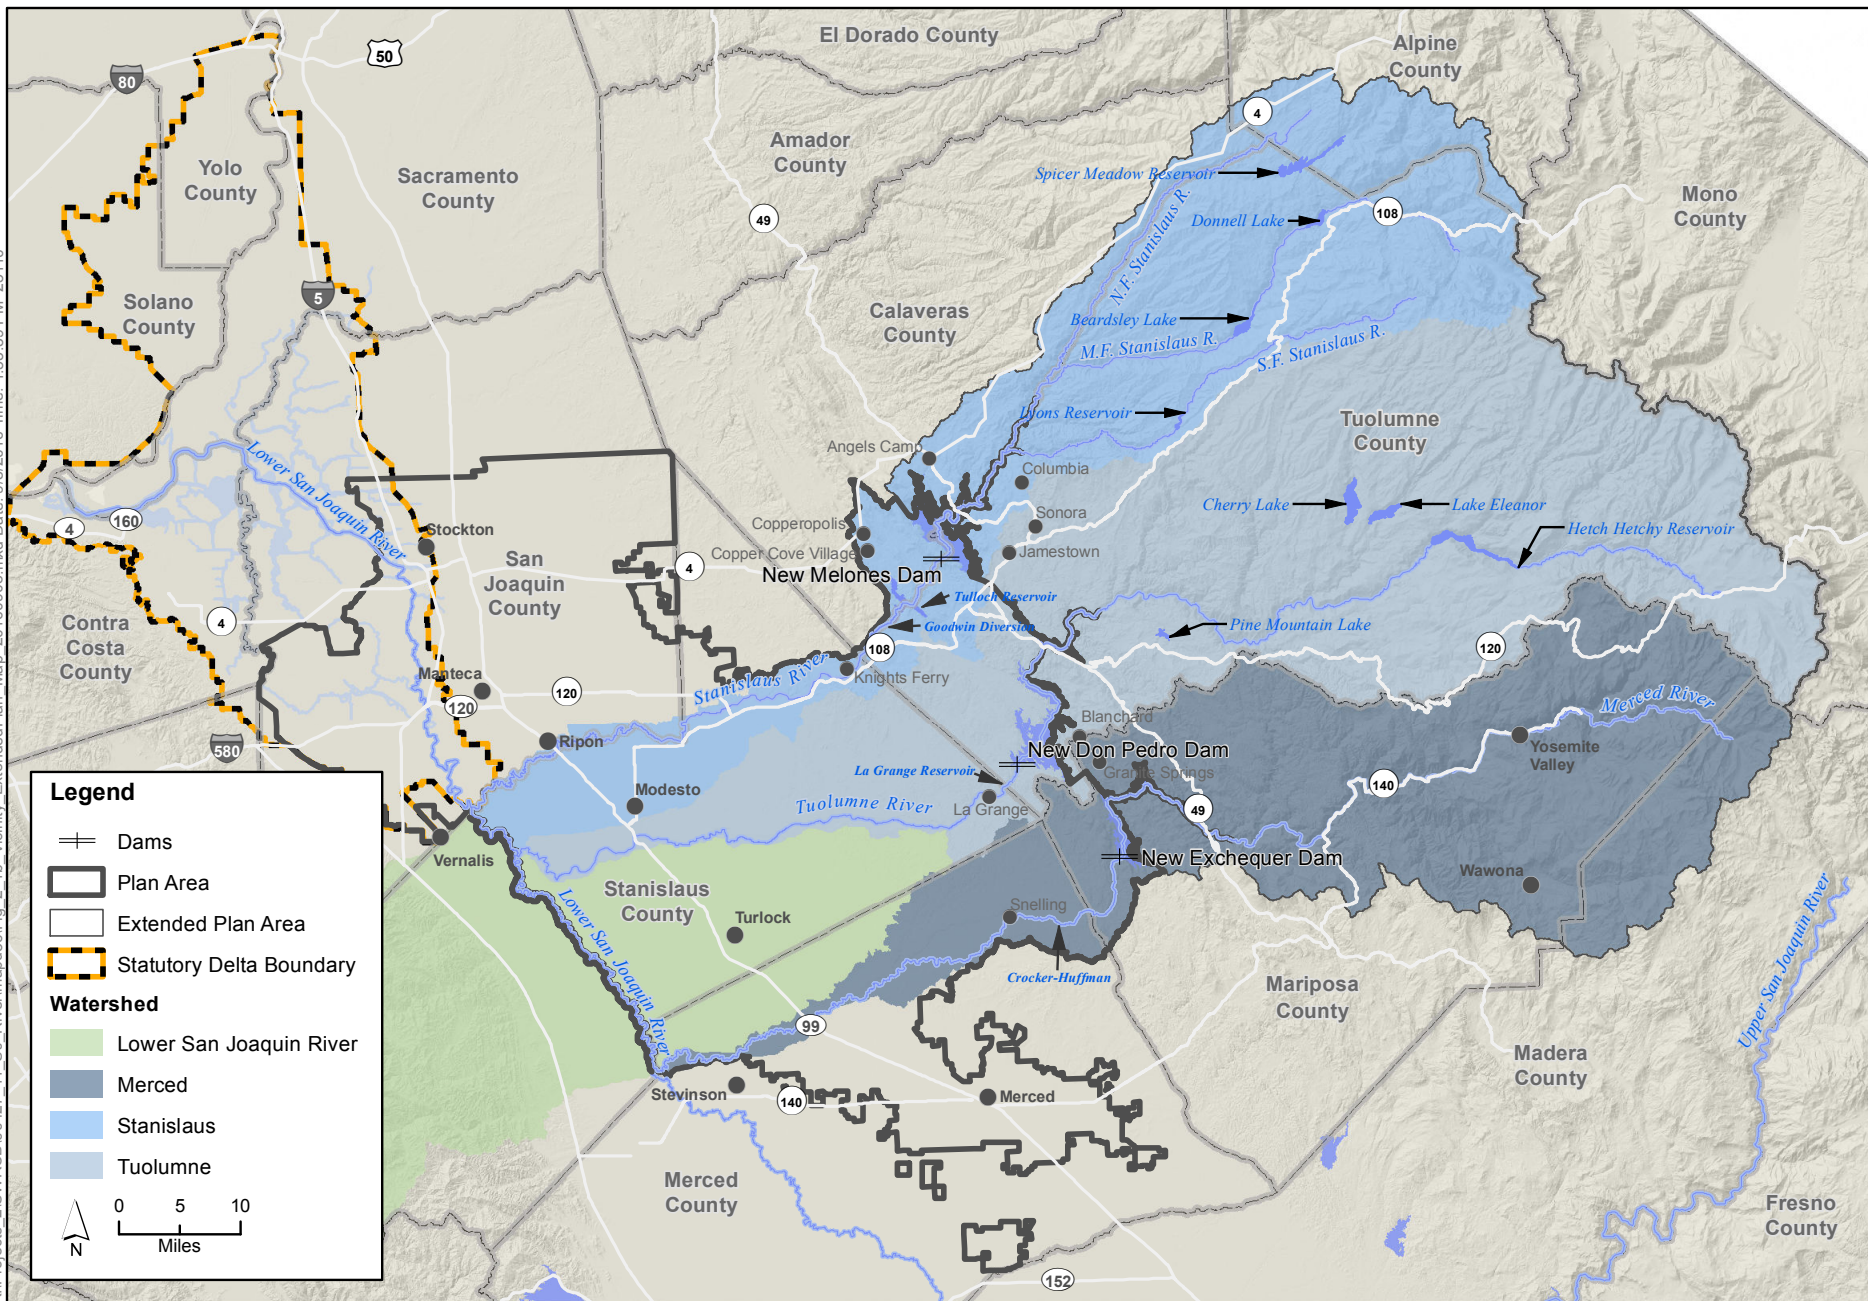 El Dorado County
Alpine
County
50
80
4
Amador
County
Yolo
County
Sacramento
County
Spicer Meadow Reservoir
Mono
County
49
Donnell Lake
108
N.F. Stanislaus R.
5
Solano
County
Calaveras
County
Beardsley Lake
M.F. Stanislaus R.
S.F. Stanislaus R.
Lyons Reservoir
Tuolumne
County
Angels Camp
Columbia
Lower San Joaquin River
Cherry Lake
Lake Eleanor
Hetch Hetchy Reservoir
4
160
Stockton
Copperopolis
Sonora
Copper Cove Village
Jamestown
San
Joaquin
County
4
New Melones Dam
Tulloch Reservoir
Goodwin Diversion
Pine Mountain Lake
Contra
Costa
County
4
108
120
Knights Ferry
Stanislaus River
Manteca
120
120
Merced River
Blanchard
Yosemite
Valley
580
Ripon
New Don Pedro Dam
Granite Springs
La Grange Reservoir
140
Modesto
Tuolumne River
La Grange
49
Vernalis
New Exchequer Dam
Wawona
Stanislaus
County
Snelling
Turlock
Lower San Joaquin River
Crocker-Huffman
Upper San Joaquin River
Mariposa
County
99
Madera
County
Stevinson
140
Merced
Merced
County
Fresno
County
152
Legend
Dams
Plan Area
Extended Plan Area
Statutory Delta Boundary
Watershed
Lower San Joaquin River
Merced
Stanislaus
Tuolumne
0 5 10
Miles
N